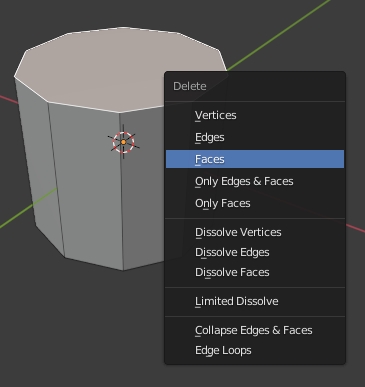 Delete
Vertices
Edges
Faces
Only Edges & Faces
Only Faces
Dissolve Vertices
Dissolve Edges
Dissolve Faces
Limited Dissolve
Collapse Edges & Faces
Edge Loops